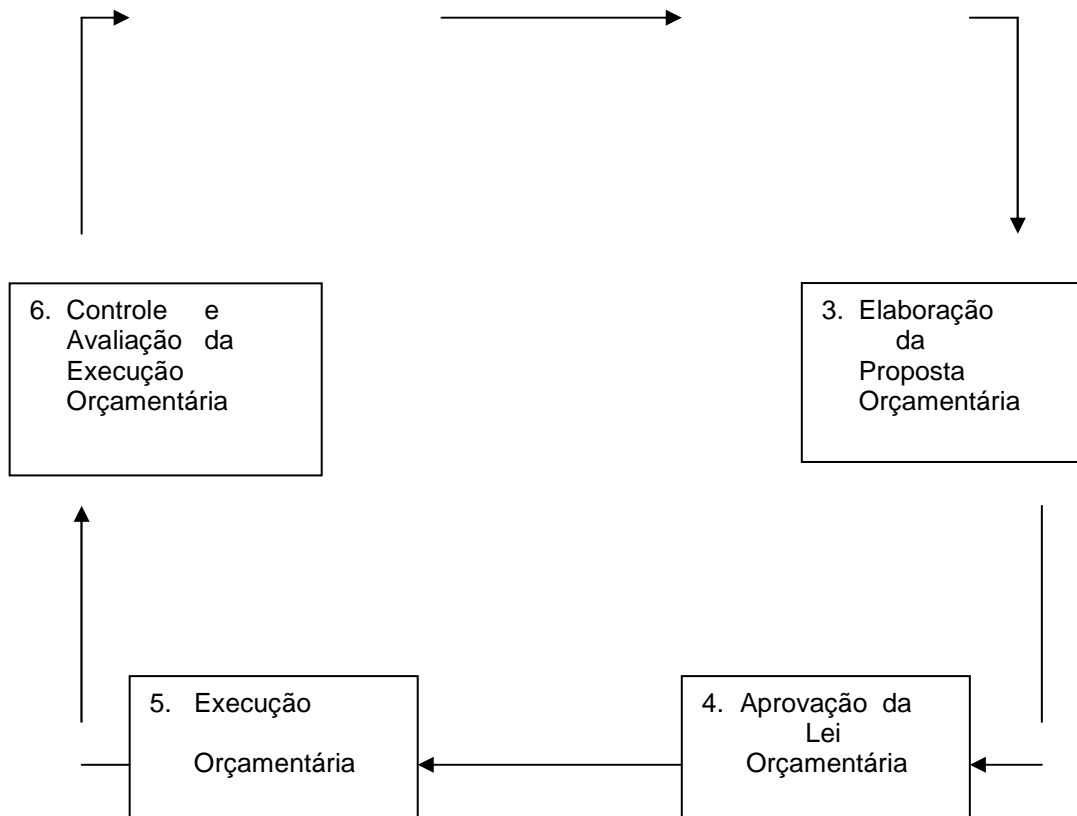 6. Controle e
Avaliação da
Execução
Orçamentária
3. Elaboração
da
Proposta
Orçamentária
5. Execução
Orçamentária
4. Aprovação da
Lei
Orçamentária